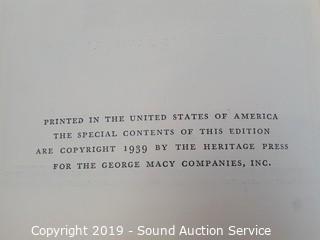 PRINTED IN THE UNITED STATES OF AMERICA
THE SPECIAL CONTENTS OF THIS EDITION
ARE COPYRIGHT 1939 BY THE HERITAGE PRESS
FOR THE GEORGE MACY COMPANIES, INC.
Copyright 2019 - Sound Auction Service